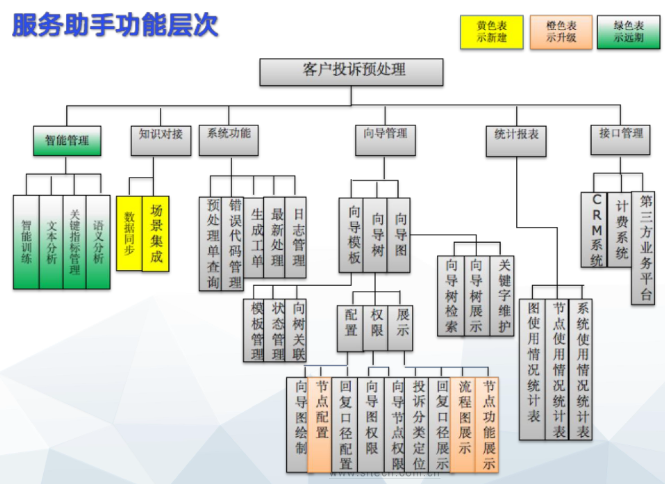 服务助手功能层次
黄色表
示新建
橙色表
示升级
绿色表
示远期
客户投诉预处理
智能管理
知识对接
系统功能
向导管理
统计报表
接口管理
智能训练
文本分析
关键指标管理
语义分析
数据同步
场景集成
预处理单查询
错误代码管理
生成工单
最新处理
日志管理
向导模板
向导树
向导图
CRM系统
计费系统
第三方业务平台
向导树检索
向导树展示
关键字维护
模板管理
状态管理
向树关联
配置
权限
展示
图使用情况统计表
节点使用情况统计表
系统使用情况统计表
向导图绘制
节点配置
回复口径配置
向导图权限
向导节点权限
投诉分类定位
回复口径展示
流程图展示
节点功能展示